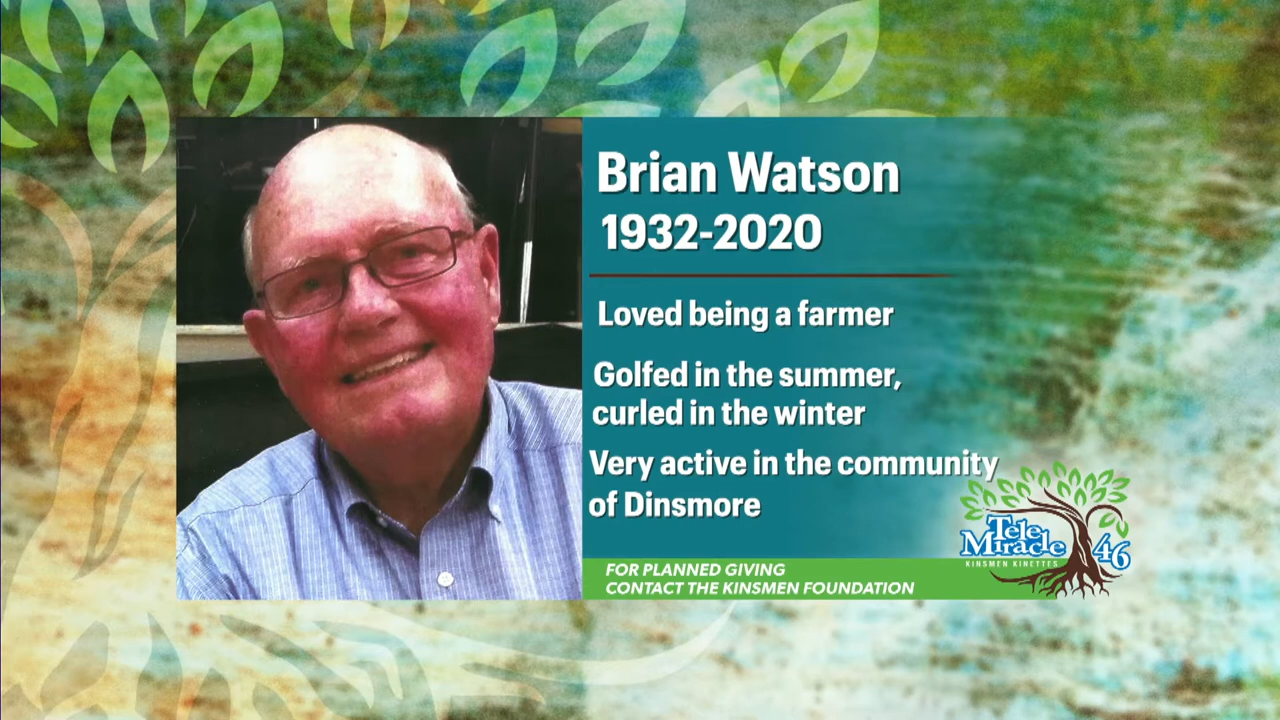 Brian Watson
1932-2020
Loved being a farmer
Golfed in the summer,
curled in the winter
Very active in the community
of Dinsmore
Tele
Miracle 46
KINSMEN KINETTES
FOR PLANNED GIVING
CONTACT THE KINSMEN FOUNDATION